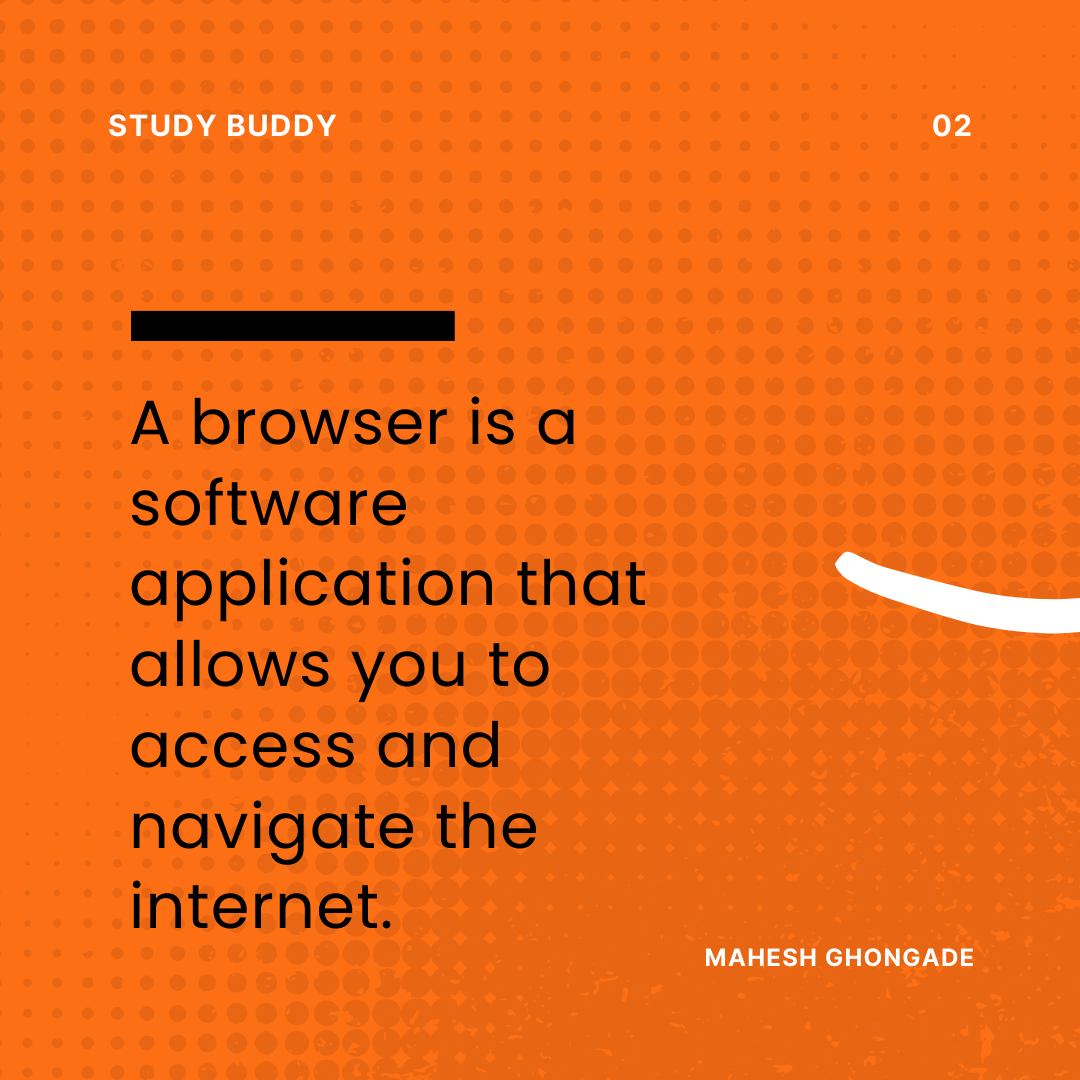 STUDY BUDDY
02
A browser is a
software
application that
allows you to
access and
navigate the
internet.
MAHESH GHONGADE